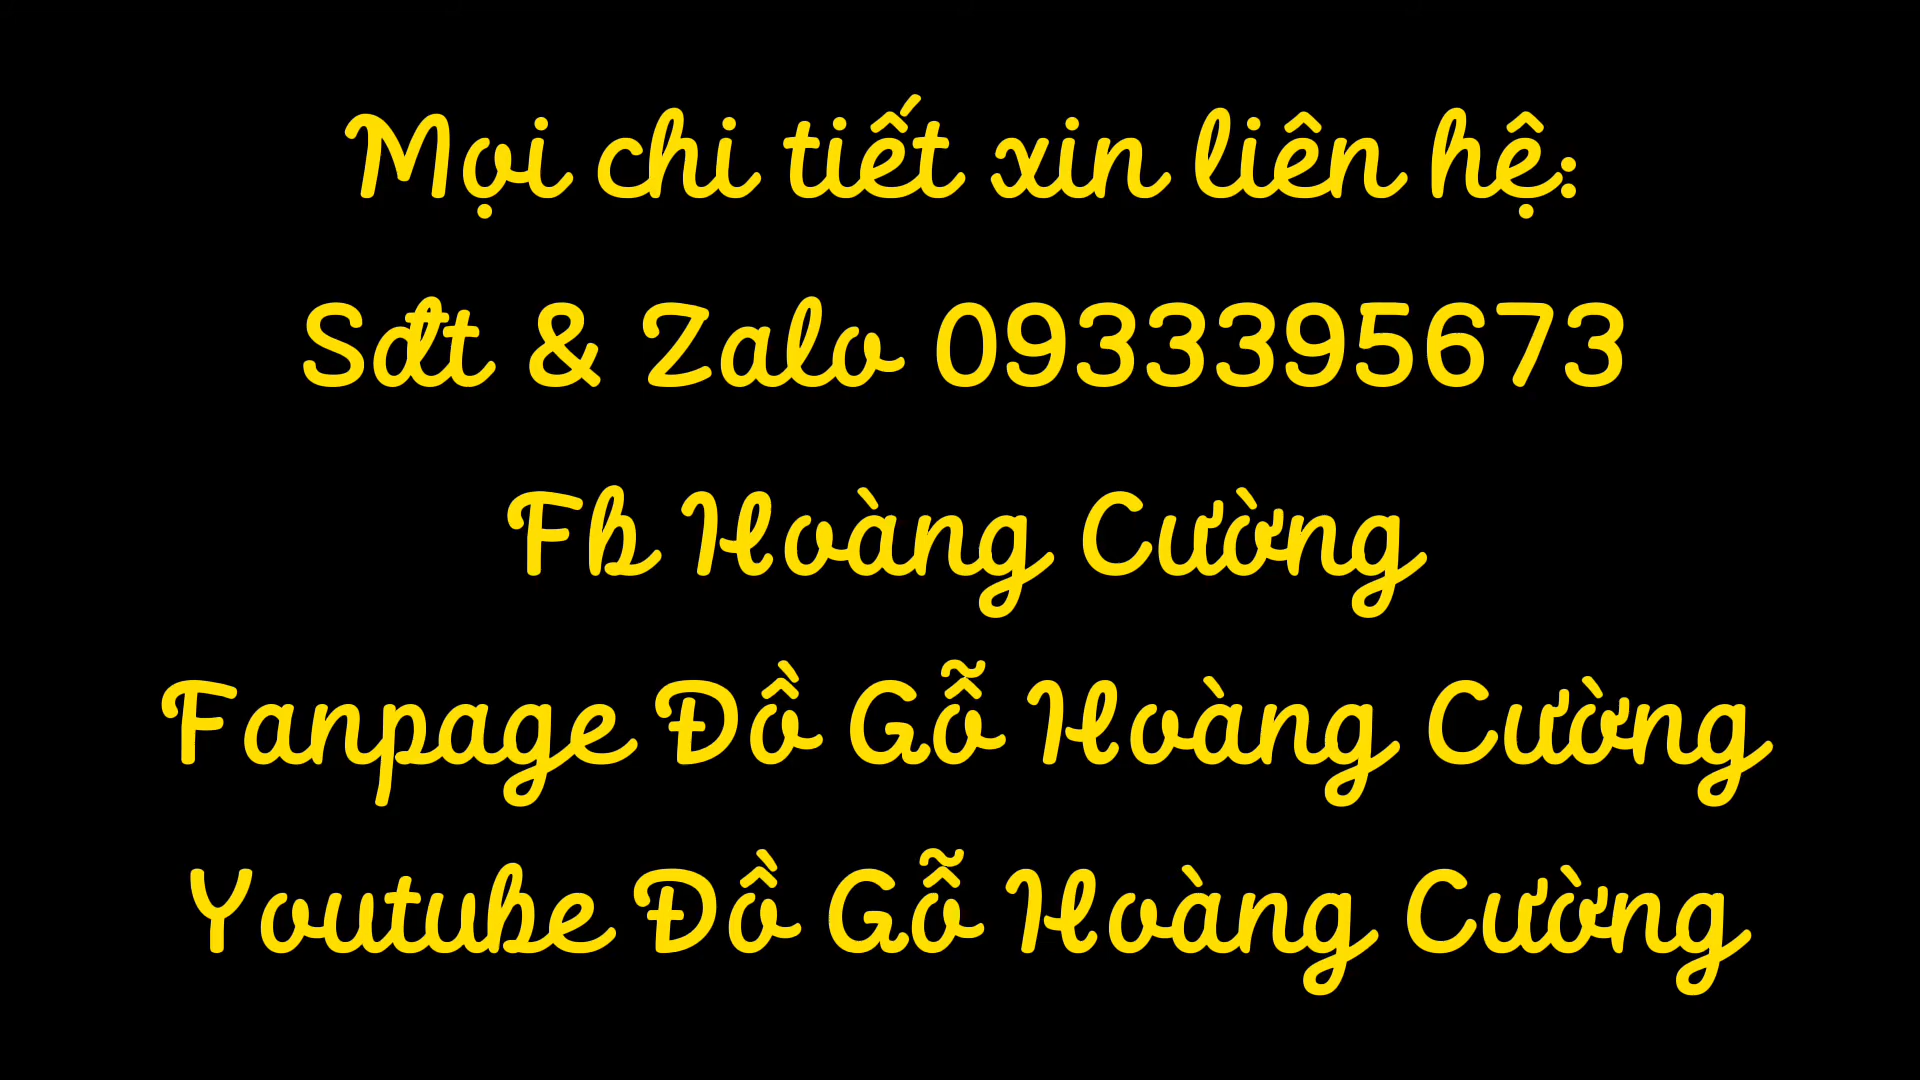 Mọi chi tiết xin liên hệ:
Sđt & Zalo 0933395673
Fb Hoàng Cường
Fanpage Đồ Gỗ Hoàng Cường
Youtube Đồ Gỗ Hoàng Cường